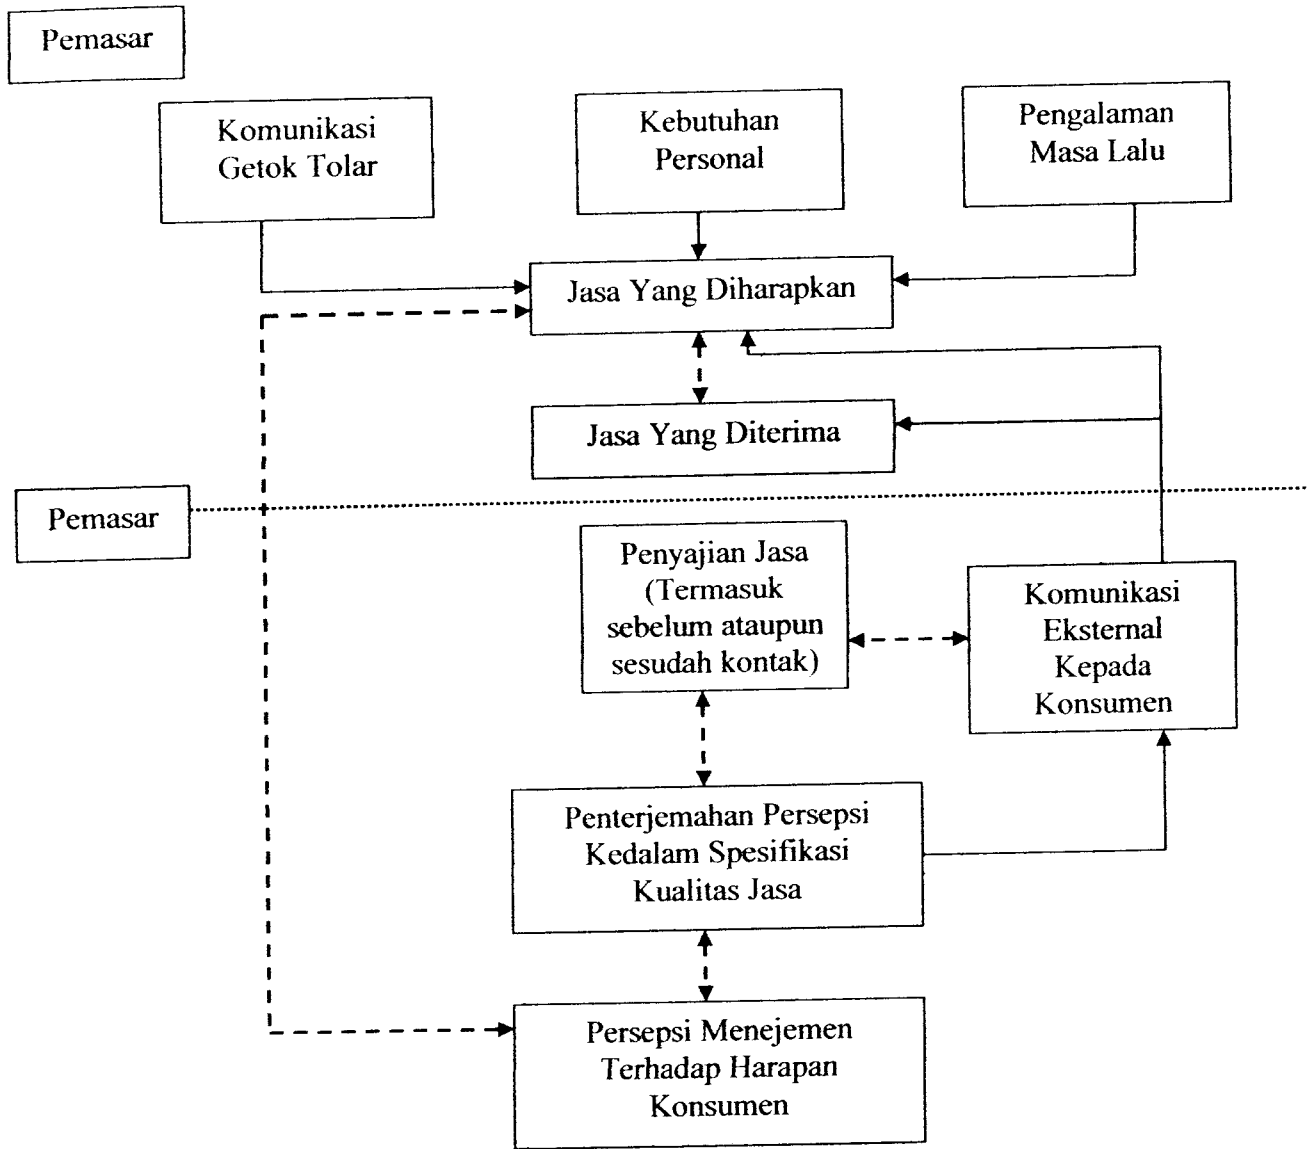 Pemasar
Komunikasi
Getok Tolar
Kebutuhan
Personal
Pengalaman
Masa Lalu
Jasa Yang Diharapkan
Jasa Yang Diterima
Pemasar
Penyajian Jasa
(Termasuk
sebelum ataupun
sesudah kontak)
Komunikasi
Eksternal
Kepada
Konsumen
Penterjemahan Persepsi
Kedalam Spesifikasi
Kualitas Jasa
Persepsi Menejemen
Terhadap Harapan
Konsumen